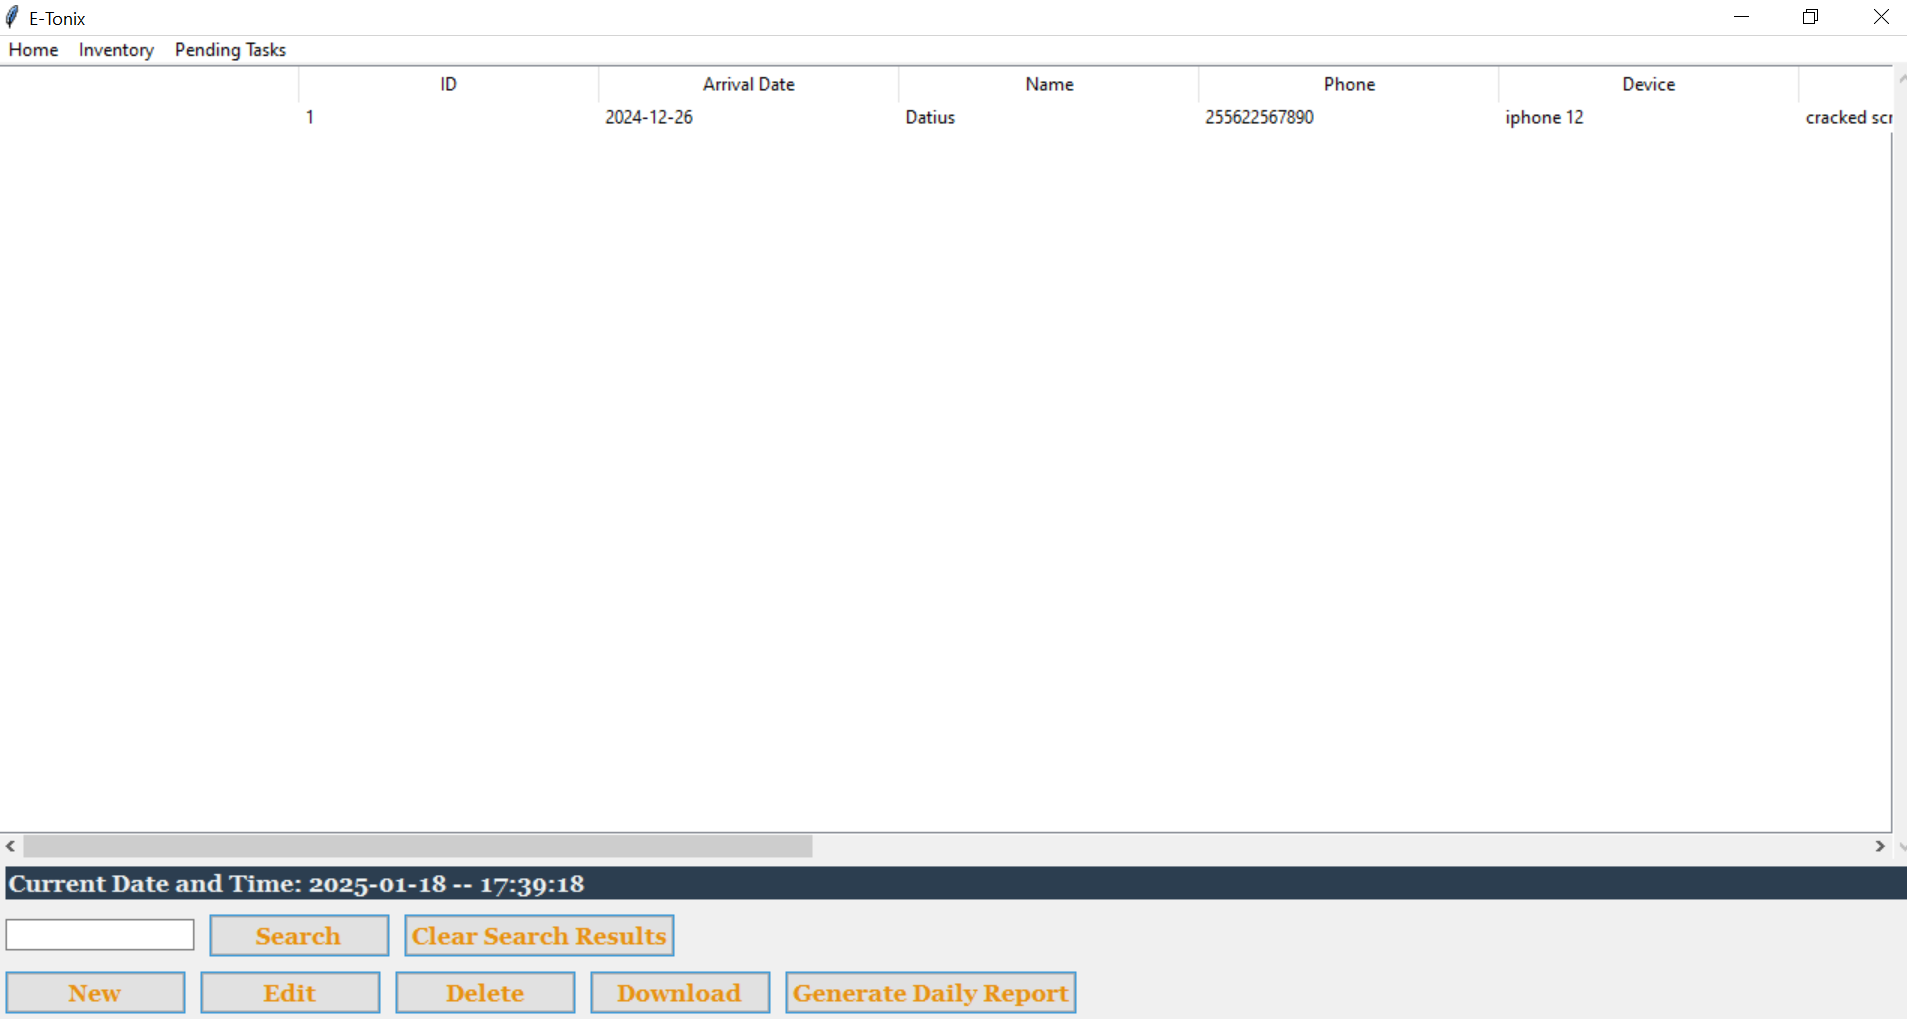 E-Tonix
Home Inventory Pending Tasks
ID Arrival Date Name Phone Device
1 2024-12-26 Datius 255622567890 iphone 12 cracked scr
Current Date and Time: 2025-01-18 -- 17:39:18
Search Clear Search Results
New Edit Delete Download Generate Daily Report